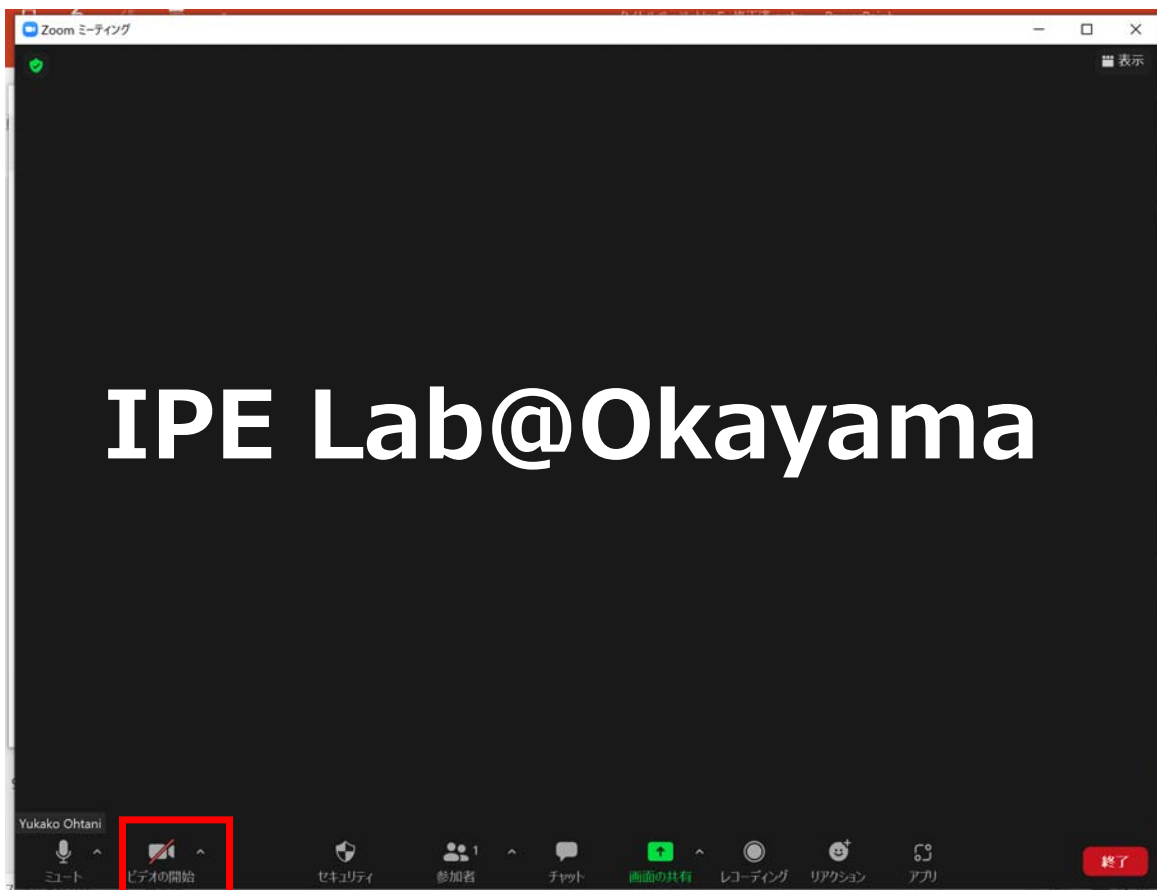 Zoom ミーティング
表示
IPE Lab@Okayama
Yukako Ohtani
1
ミュート
ビデオの開始
セキュリティ
参加者
チャット
画面の共有
レコーディング
リアクション
アプリ
終了